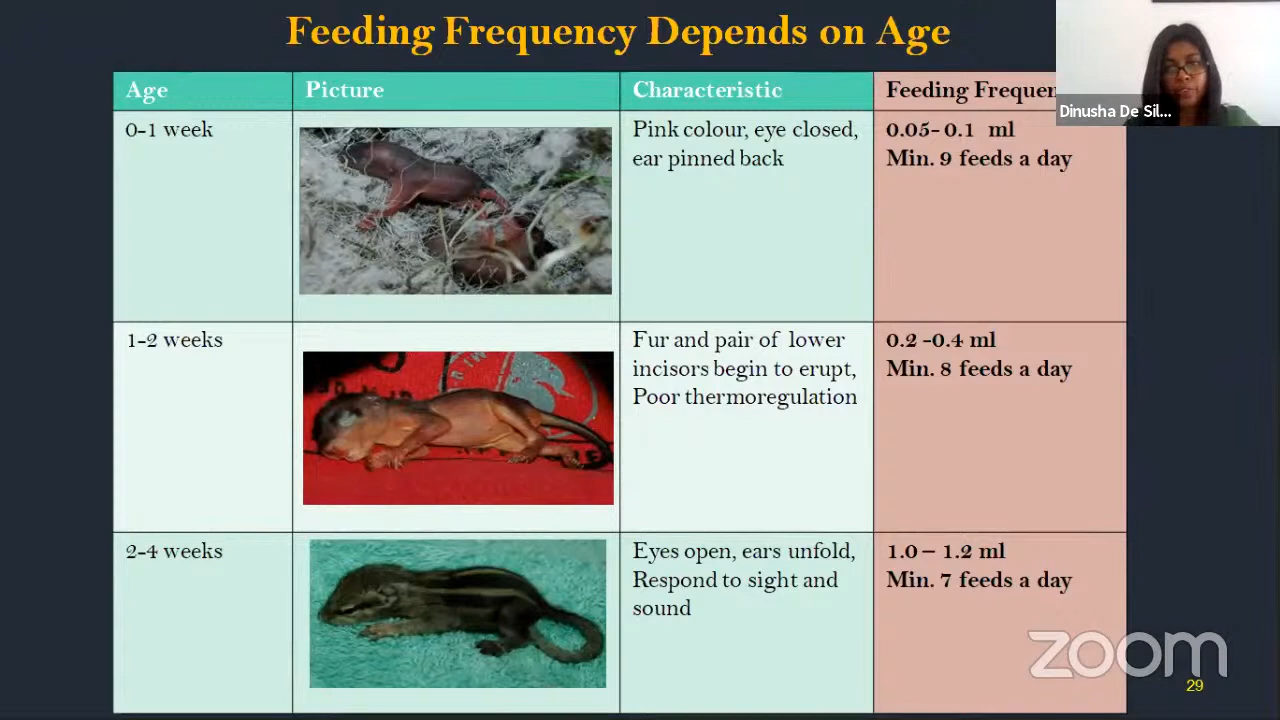 Feeding Frequency Depends on Age
Age
Picture
Characteristic
Feeding Frequen
Dinusha De Sil...
0-1 week
Pink colour, eye closed,
ear pinned back
0.05- 0.1 ml
Min. 9 feeds a day
1-2 weeks
Fur and pair of lower
incisors begin to erupt,
Poor thermoregulation
0.2 -0.4 ml
Min. 8 feeds a day
2-4 weeks
Eyes open, ears unfold,
Respond to sight and
sound
1.0 – 1.2 ml
Min. 7 feeds a day
zoom
29